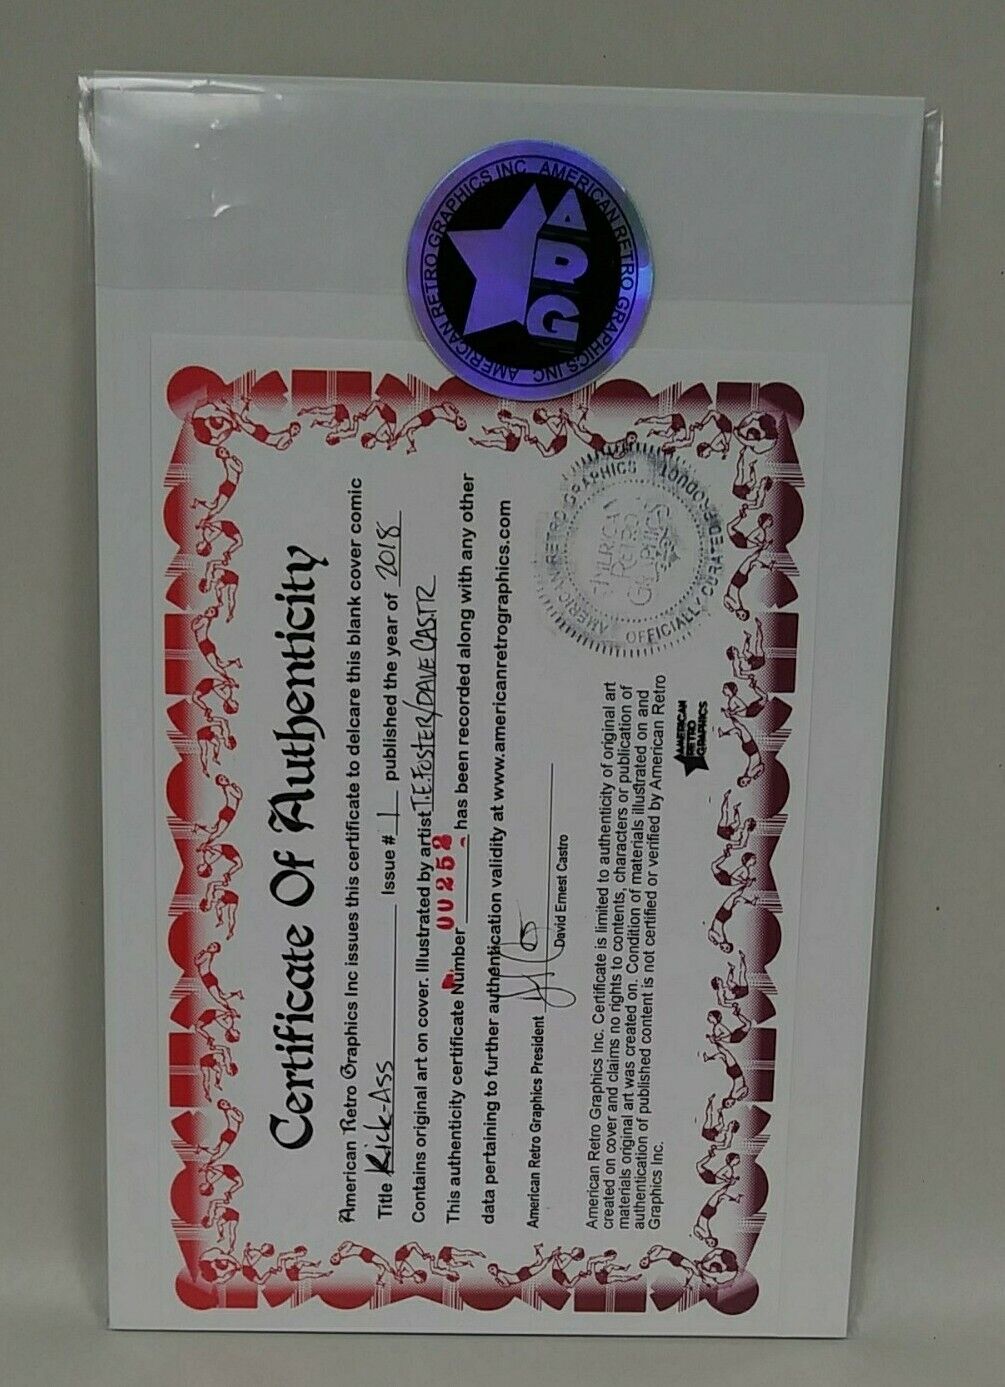 AMERICAN RETRO GRAPHICS INC AMERICAN RETRO GRAPHICS INC
ARG
Certificate Of Authenticity
American Retro Graphics Inc issues this certificate to delcare this blank cover comic
Title Kick-Ass Issue # 1 published the year of 2018
Contains original art on cover. Illustrated by artist T.E.FOSTER/DAVE CASTR
This authenticity certificate Number 00252 has been recorded along with any other
data pertaining to further authentication validity at www.americanretrographics.com
American Retro Graphics President
David Ernest Castro
American Retro Graphics Inc. Certificate is limited to authenticity of original art
created on cover and claims no rights to contents, characters or publication of
materials original art was created on. Condition of materials illustrated on and
authentication of published content is not certified or verified by American Retro
Graphics Inc.
AMERICAN
RETRO
GRAPHICS
AMERICAN RETRO GRAPHICS
OFFICIALLY CURATED
AMERICAN
RETRO
GRAPHICS